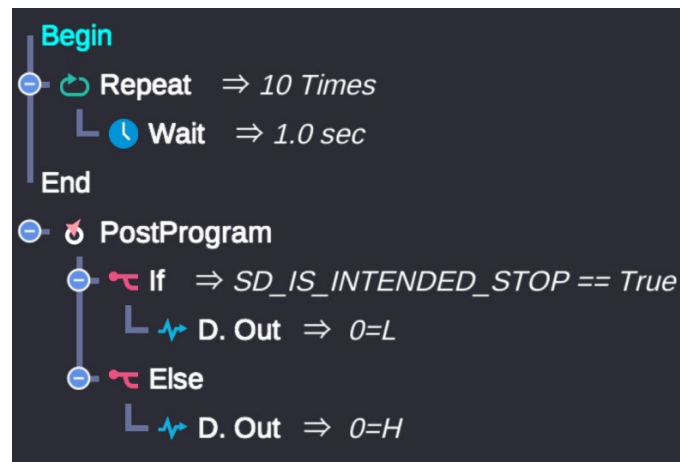 Begin
Repeat ⇒ 10 Times
Wait ⇒ 1.0 sec
End
PostProgram
If ⇒ SD_IS_INTENDED_STOP == True
D. Out ⇒ 0=L
Else
D. Out ⇒ 0=H